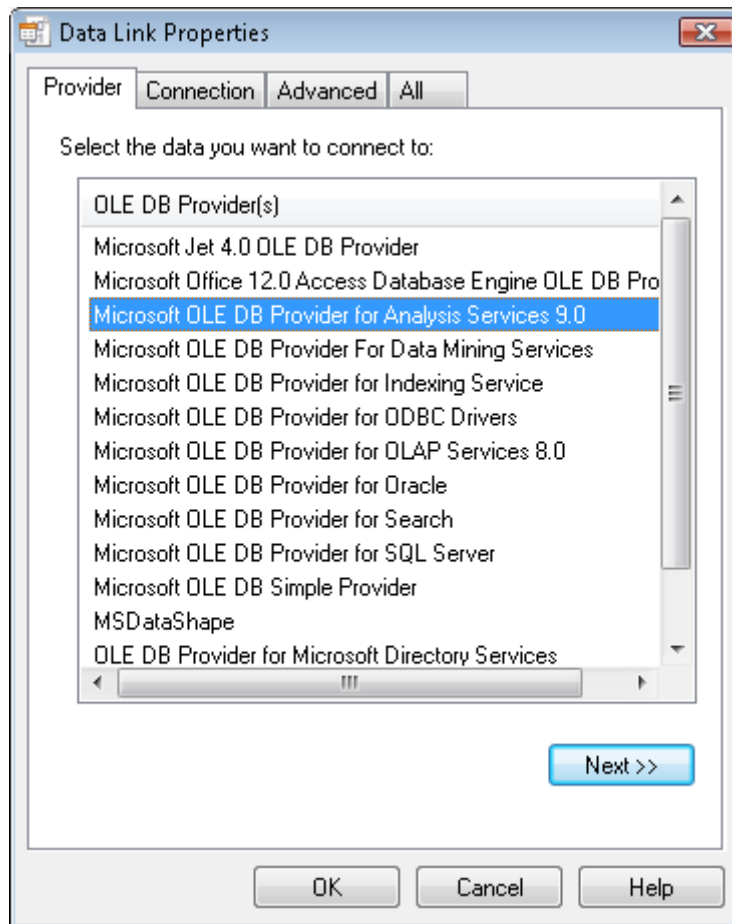 Data Link Properties
Provider Connection Advanced All
Select the data you want to connect to:
OLE DB Provider(s)
Microsoft Jet 4.0 OLE DB Provider
Microsoft Office 12.0 Access Database Engine OLE DB Pro
Microsoft OLE DB Provider for Analysis Services 9.0
Microsoft OLE DB Provider For Data Mining Services
Microsoft OLE DB Provider for Indexing Service
Microsoft OLE DB Provider for ODBC Drivers
Microsoft OLE DB Provider for OLAP Services 8.0
Microsoft OLE DB Provider for Oracle
Microsoft OLE DB Provider for Search
Microsoft OLE DB Provider for SQL Server
Microsoft OLE DB Simple Provider
MSDataShape
OLE DB Provider for Microsoft Directory Services
Next >>
OK Cancel Help